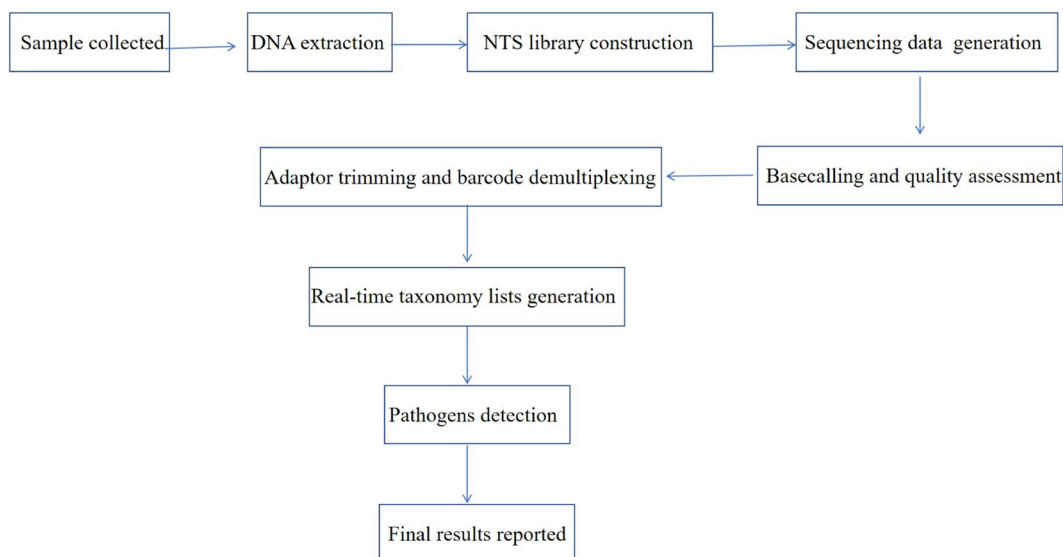 Sample collected
DNA extraction
NTS library construction
Sequencing data generation
Basecalling and quality assessment
Adaptor trimming and barcode demultiplexing
Real-time taxonomy lists generation
Pathogens detection
Final results reported